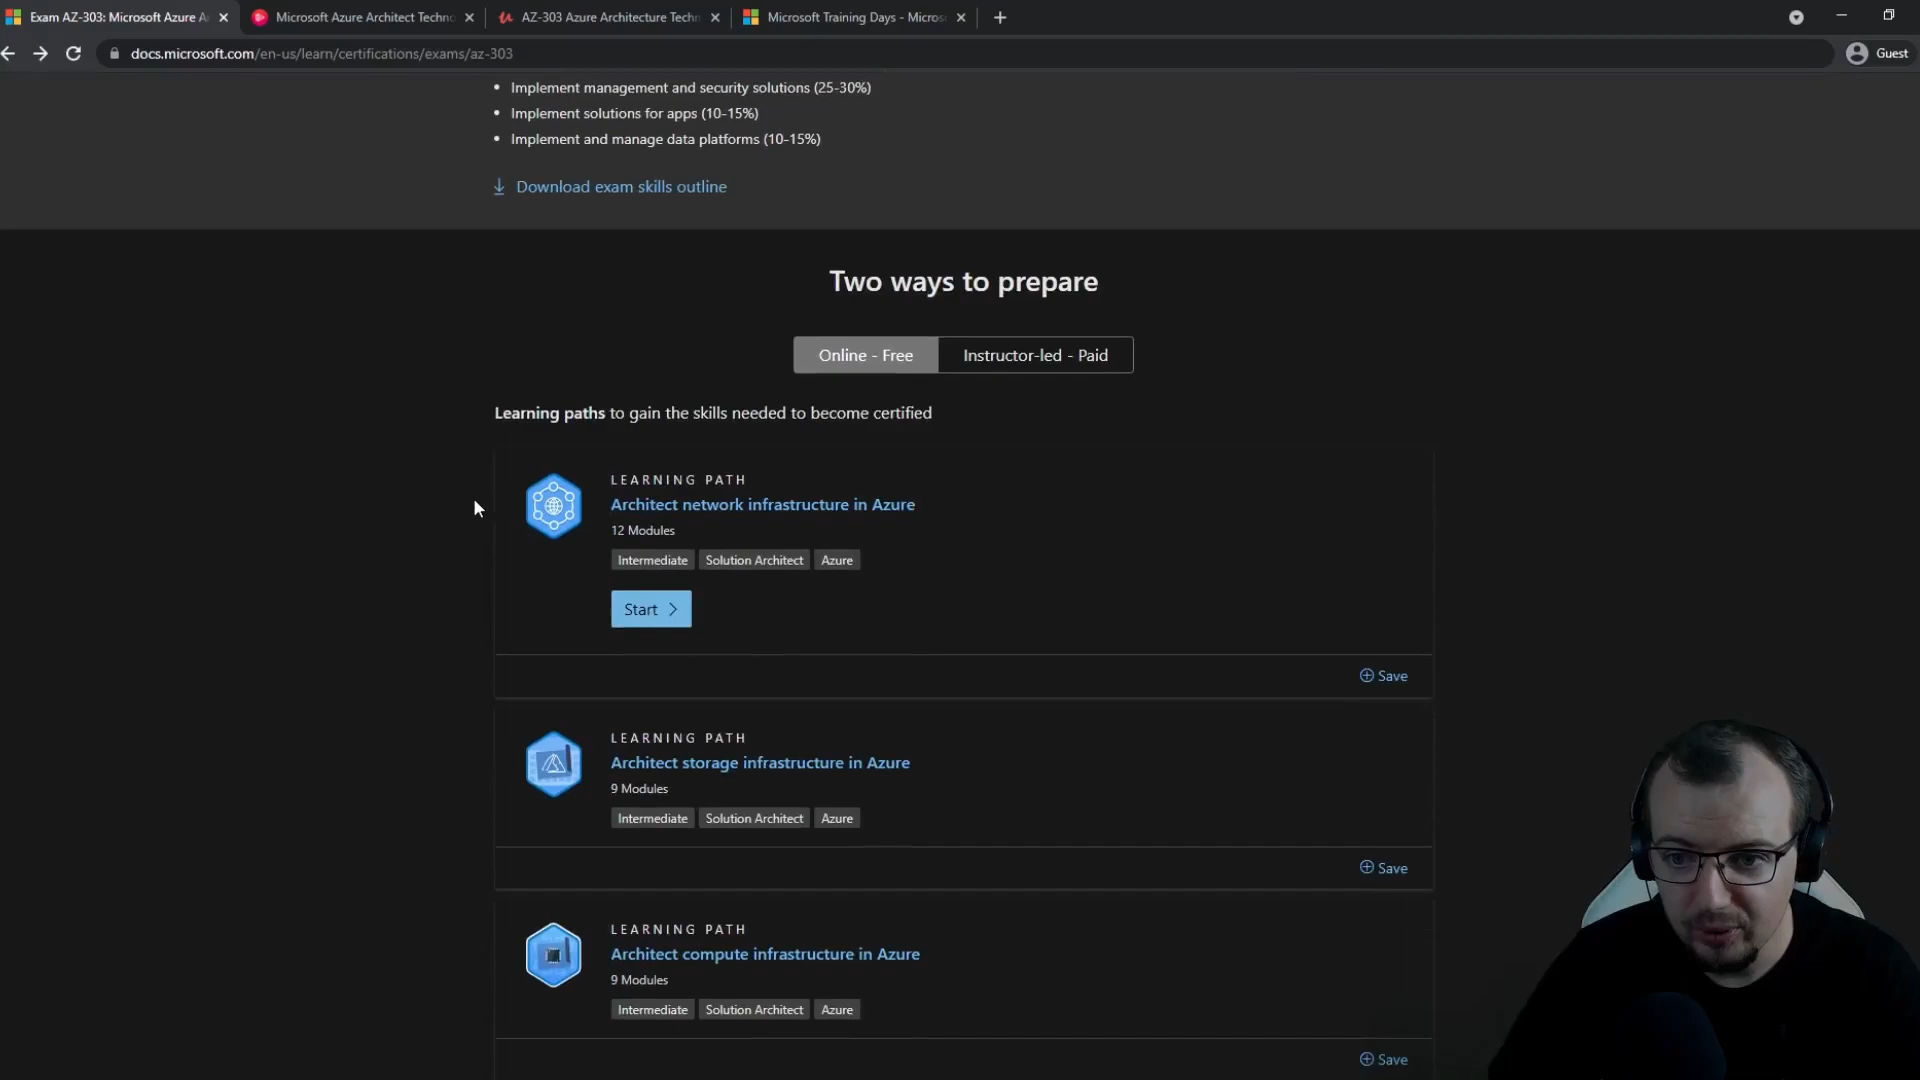 Exam AZ-303: Microsoft Azure A
Microsoft Azure Architect Techno
AZ-303 Azure Architecture Techn
Microsoft Training Days - Micros
docs.microsoft.com/en-us/learn/certifications/exams/az-303
Guest
Implement management and security solutions (25-30%)
Implement solutions for apps (10-15%)
Implement and manage data platforms (10-15%)
Download exam skills outline
Two ways to prepare
Online - Free
Instructor-led - Paid
Learning paths to gain the skills needed to become certified
LEARNING PATH
Architect network infrastructure in Azure
12 Modules
Intermediate Solution Architect Azure
Start
Save
LEARNING PATH
Architect storage infrastructure in Azure
9 Modules
Intermediate Solution Architect Azure
Save
LEARNING PATH
Architect compute infrastructure in Azure
9 Modules
Intermediate Solution Architect Azure
Save